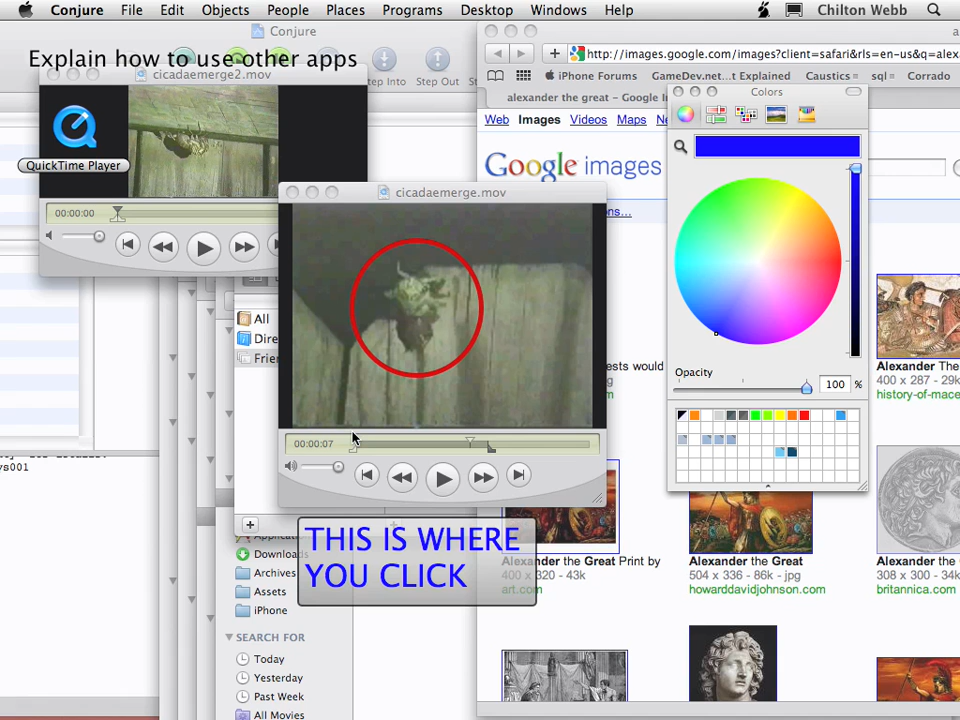 Conjure File Edit Objects People Places Programs Desktop Windows Help Chilton Webb
Conjure
Explain how to use other apps
Step Out
cicadaemerge2.mov
QuickTime Player
00:00:00
http://images.google.com/images?client=safari&rls=en-us&q=alexa
iPhone Forums GameDev.net...t Explained Caustics sql Corrado
alexander the great - Google
Web Images Videos Maps
Google images
Colors
Opacity
100 %
cicadaemerge.mov
00:00:07
All
THIS IS WHERE
YOU CLICK
Downloads
Archives
Assets
iPhone
SEARCH FOR
Today
Yesterday
Past Week
All Movies
Alexander the Great Print by
400 x 320 - 43k
art.com
Alexander the Great
504 x 336 - 86k - jpg
howarddavidjohnson.com
Alexander The
400 x 287 - 29k
history-of-mace
Alexander the
308 x 300 - 34k
britannica.com